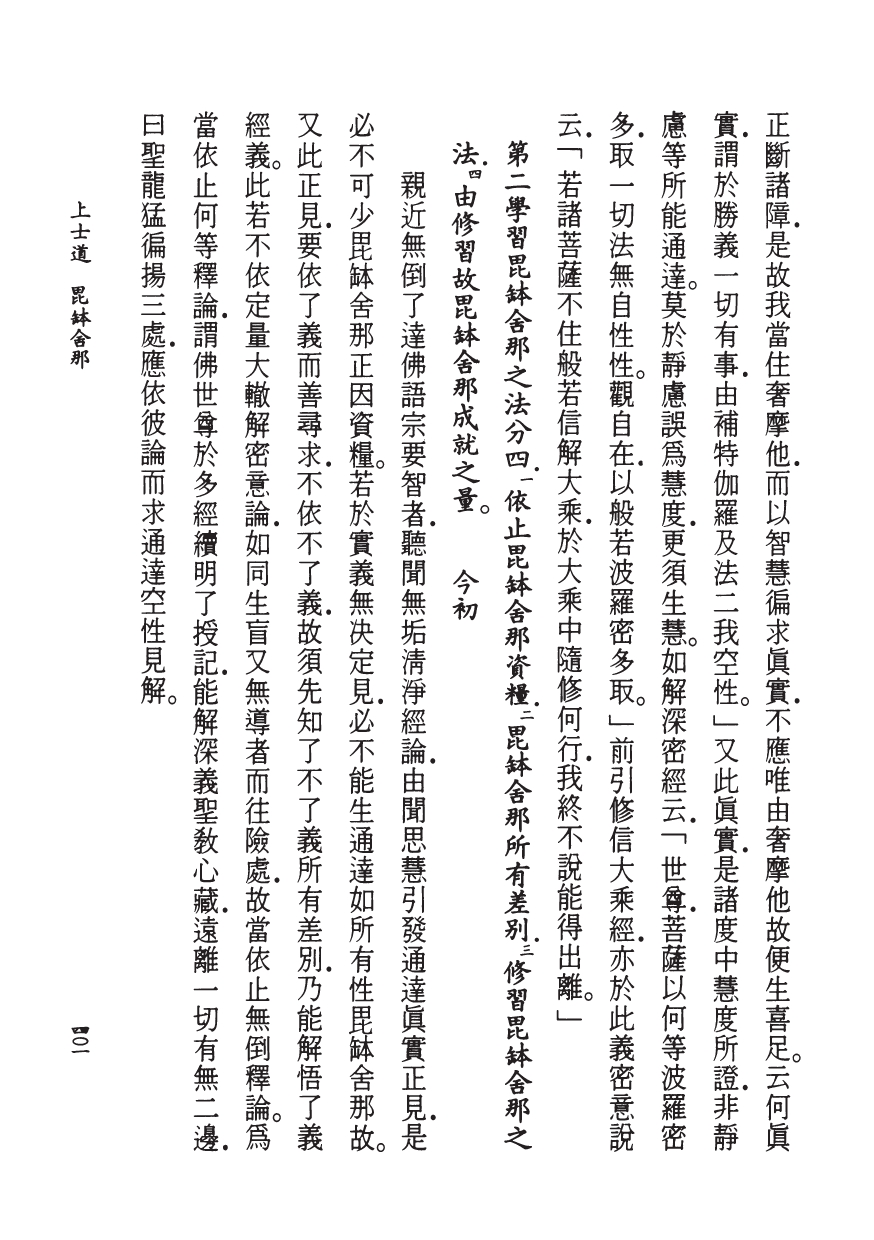 正斷諸障．是故我當住奢摩他．而以智慧徧求眞實．不應唯由奢摩他故便生喜足。云何眞
實．謂於勝義一切有事．由補特伽羅及法二我空性。」又此眞實．是諸度中慧度所證．非靜
慮等所能通達。莫於靜慮誤爲慧度．更須生慧。如解深密經云．「世尊．菩薩以何等波羅密
多．取一切法無自性性。觀自在．以般若波羅密多取。」前引修信大乘經．亦於此義密意說
云．「若諸菩薩不住般若信解大乘．於大乘中隨修何行．我終不說能得出離。」
第二學習毘鉢舍那之法分四．一依止毘鉢舍那資糧．二毘鉢舍那所有差别．三修習毘鉢舍那之
法．四由修習故毘鉢舍那成就之量。　今初
親近無倒了達佛語宗要智者．聽聞無垢淸淨經論．由聞思慧引發通達眞實正見．是
必不可少毘鉢舍那正因資糧。若於實義無决定見．必不能生通達如所有性毘鉢舍那故。
又此正見．要依了義而善尋求．不依不了義．故須先知了不了義所有差別．乃能解悟了義
經義。此若不依定量大轍解密意論．如同生盲又無導者而往險處．故當依止無倒釋論。爲
當依止何等釋論．謂佛世尊於多經續明了授記．能解深義聖教心藏．遠離一切有無二邊．
曰聖龍猛徧揚三處．應依彼論而求通達空性見解。
上士道　毘鉢舍那
四〇一